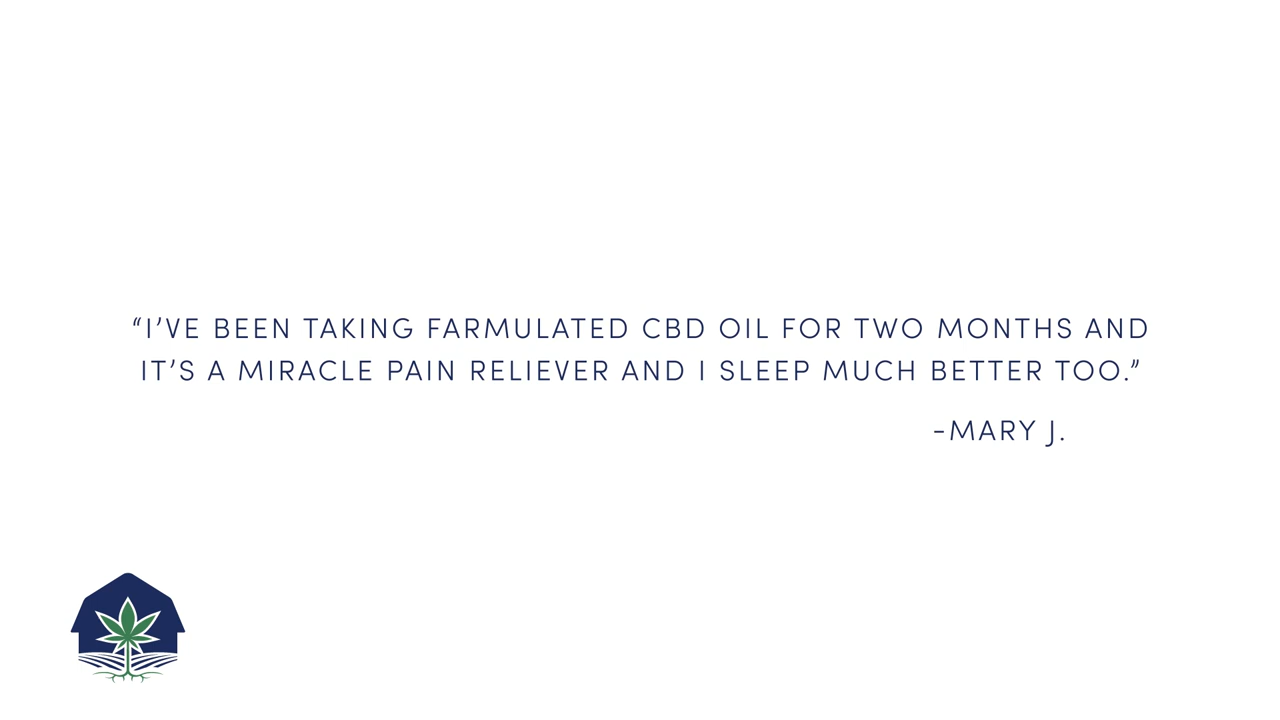 “I’VE BEEN TAKING FARMULATED CBD OIL FOR TWO MONTHS AND
IT’S A MIRACLE PAIN RELIEVER AND I SLEEP MUCH BETTER TOO.”
-MARY J.